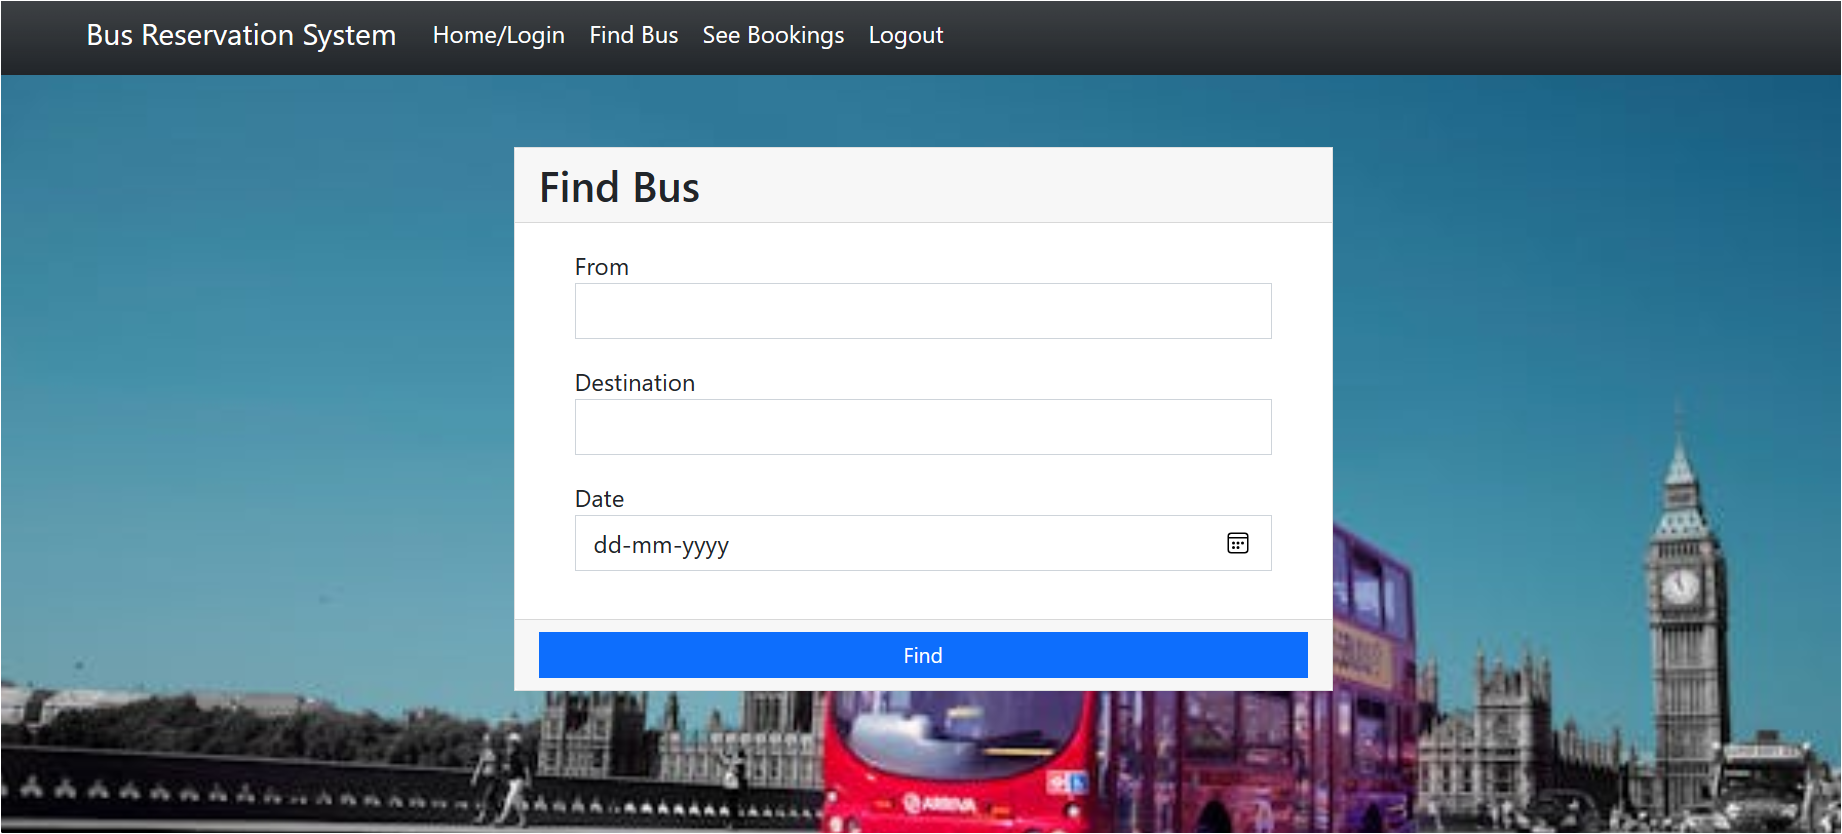 Bus Reservation System Home/Login Find Bus See Bookings Logout
Find Bus
From
Destination
Date
dd-mm-yyyy
Find
ARRIVA